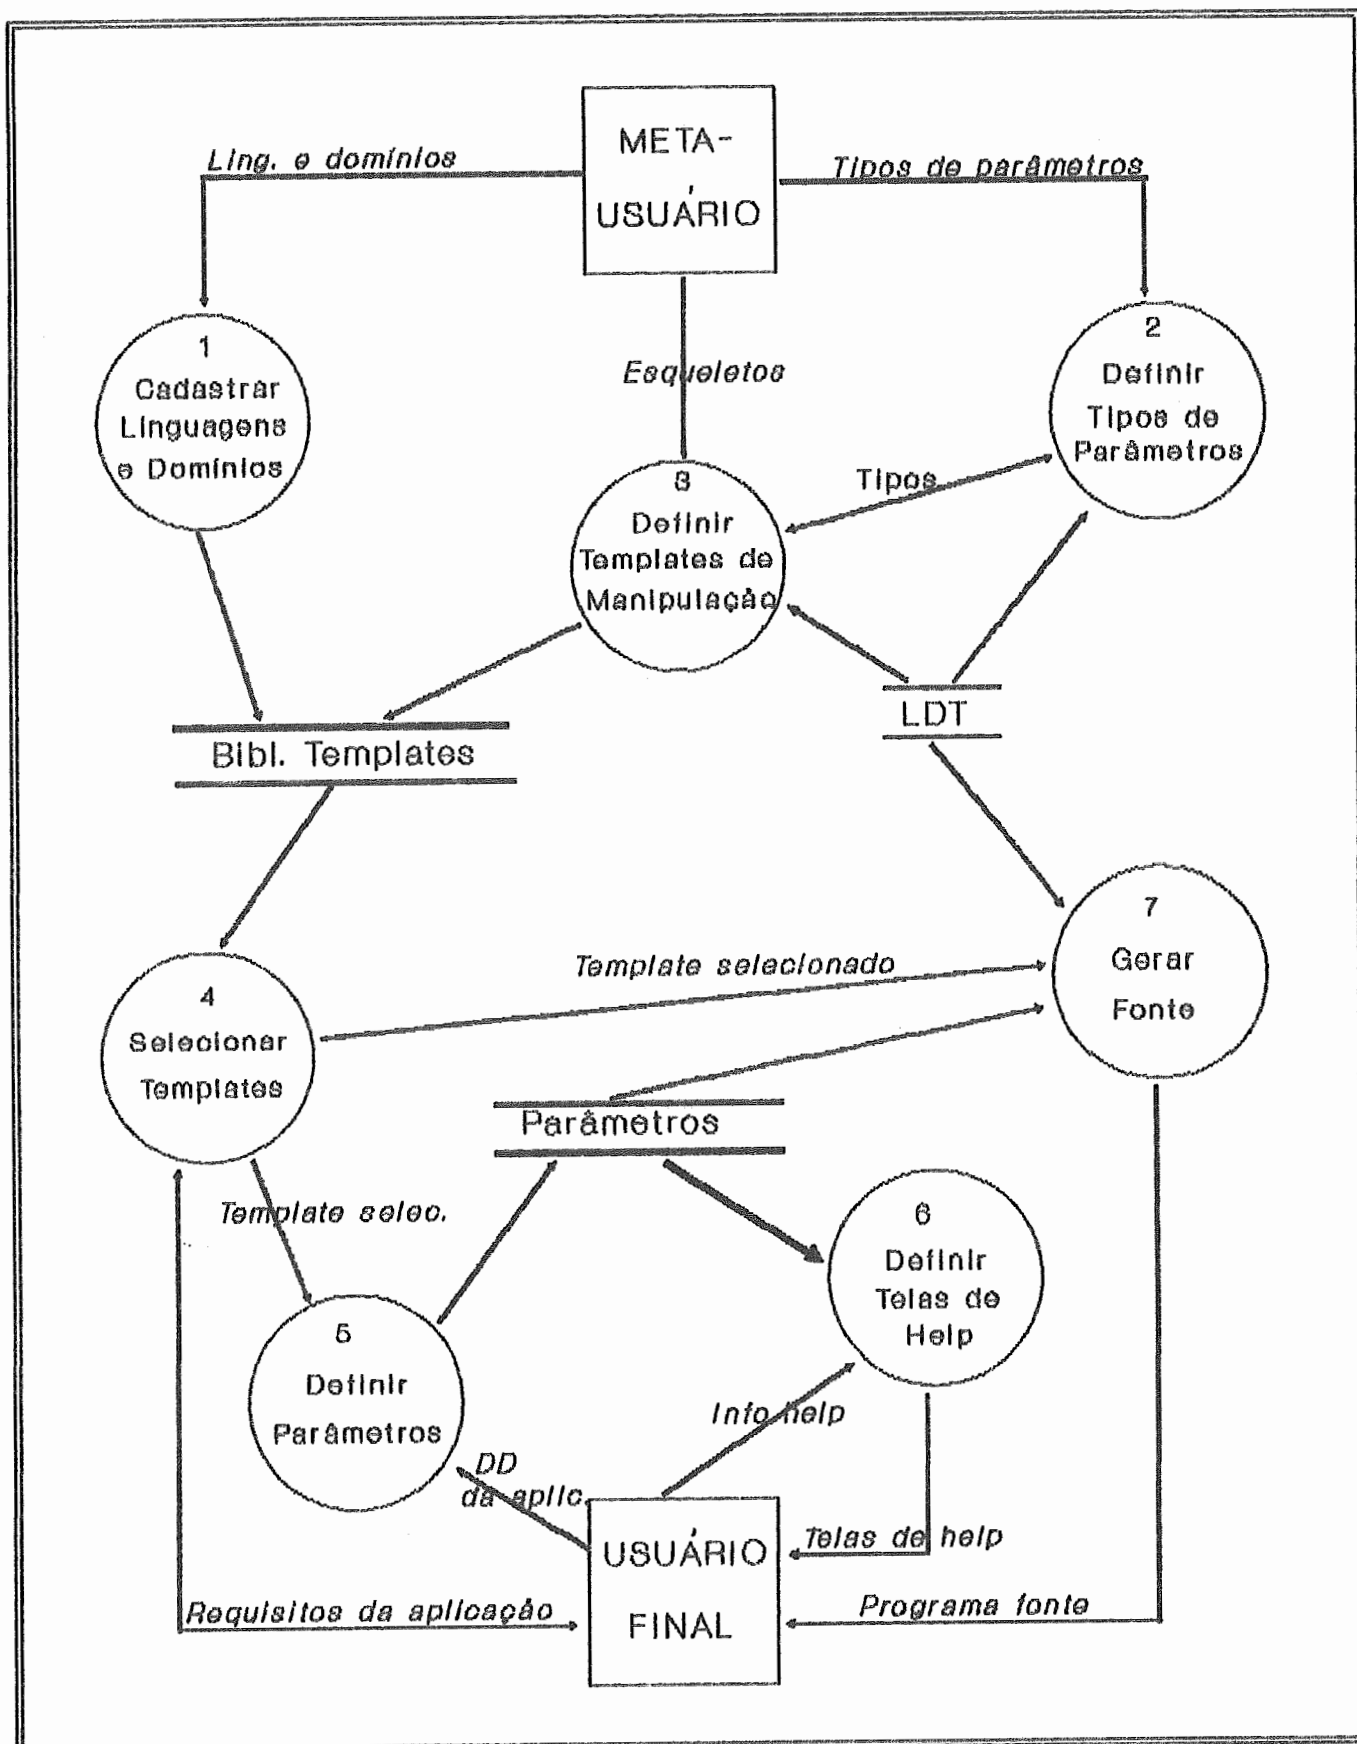 META-
USUÁRIO
Ling. e domínios
Tipos de parâmetros
1
Cadastrar
Linguagens
e Domínios
Esqueletos
2
Definir
Tipos de
Parâmetros
3
Definir
Templates de
Manipulação
Tipos
LDT
Bibl. Templates
7
Gerar
Fonte
Template selecionado
4
Selecionar
Templates
Parâmetros
Template selec.
6
Definir
Telas de
Help
5
Definir
Parâmetros
Info help
DD
da aplic.
USUÁRIO
FINAL
Telas de help
Requisitos da aplicação
Programa fonte